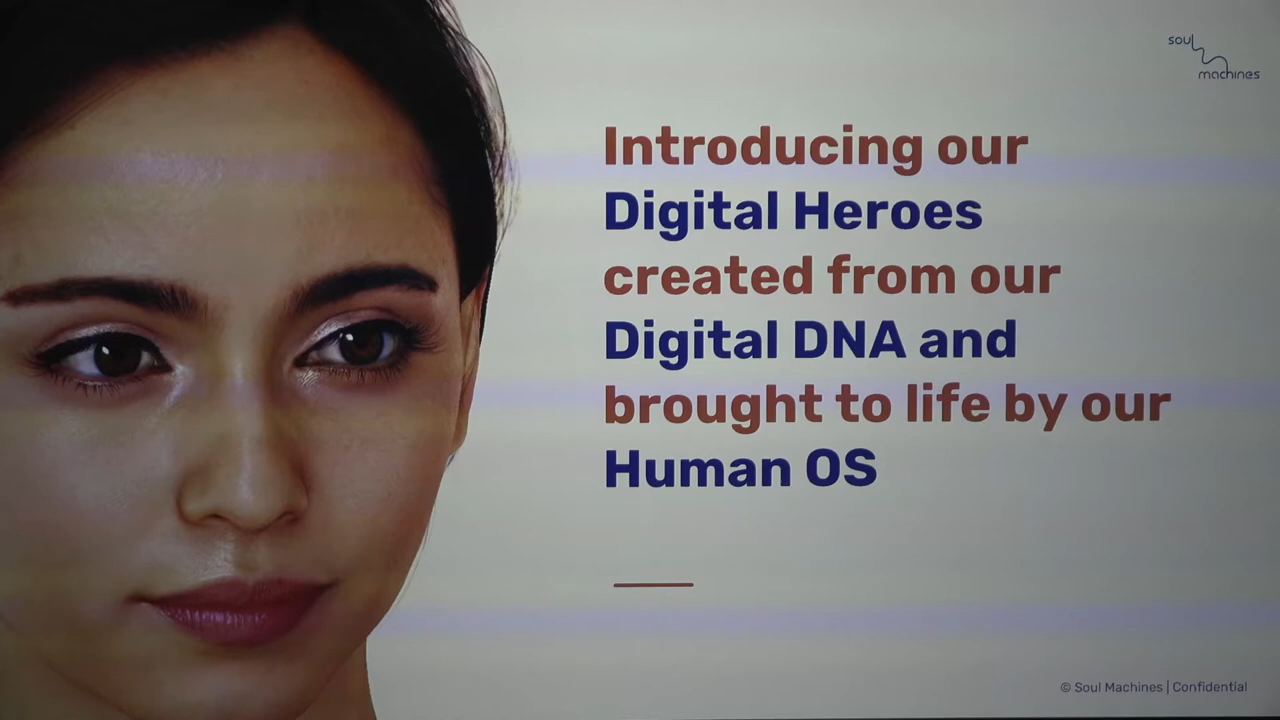 soul
machines
Introducing our
Digital Heroes
created from our
Digital DNA and
brought to life by our
Human OS
© Soul Machines | Confidential